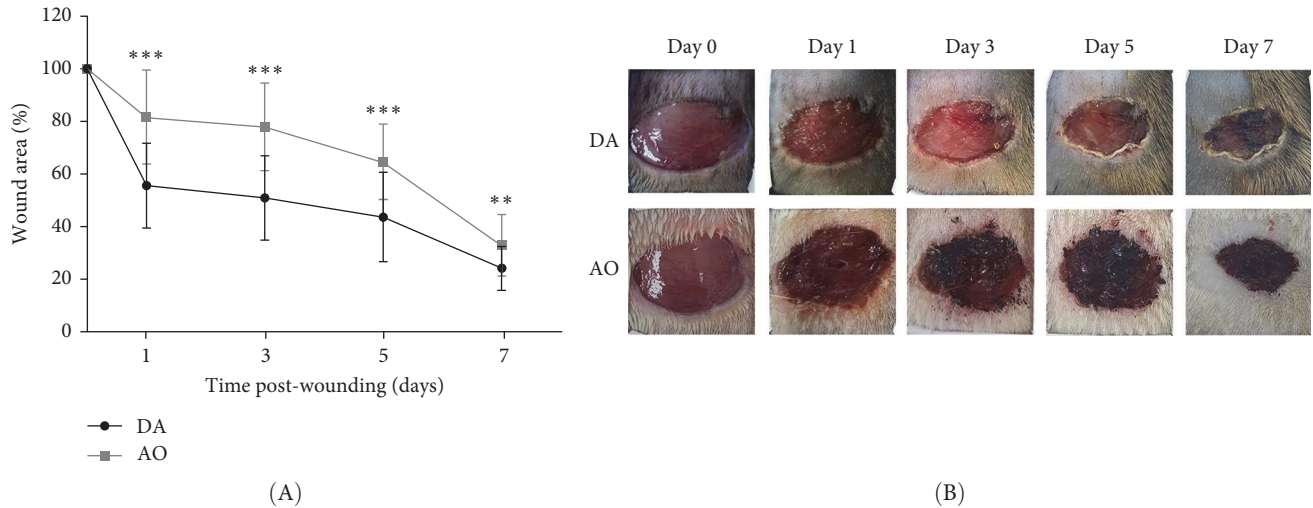 120
100
80
60
40
20
0
Wound area (%)
***
***
***
**
1 3 5 7
Time post-wounding (days)
DA
AO
(A)
Day 0 Day 1 Day 3 Day 5 Day 7
DA
AO
(B)